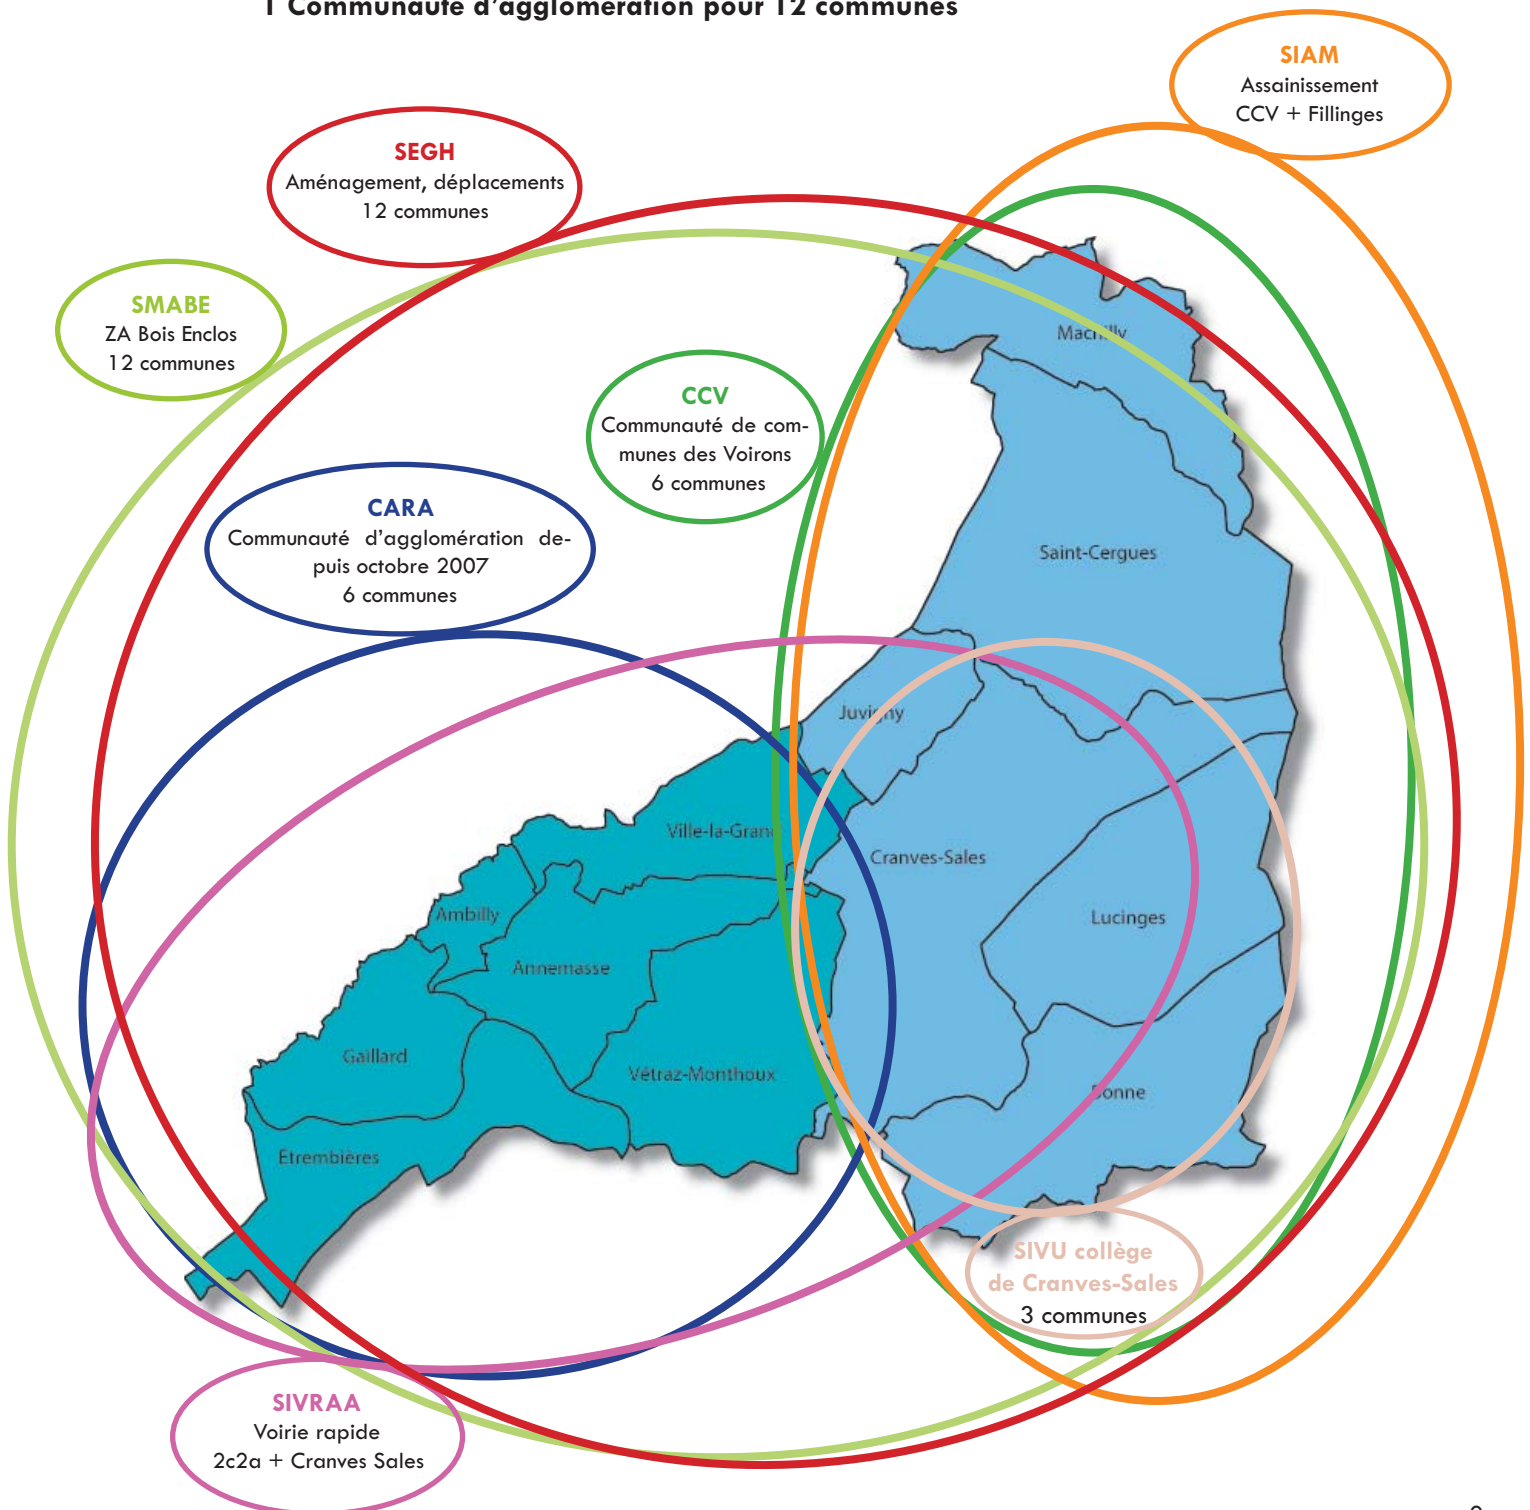 1 Communauté d'agglomération pour 12 communes
SIAM
Assainissement
CCV + Fillinges
SEGH
Aménagement, déplacements
12 communes
SMABE
ZA Bois Enclos
12 communes
CCV
Communauté de com-
munes des Voirons
6 communes
CARA
Communauté d'agglomération de-
puis octobre 2007
6 communes
Machilly
Saint-Cergues
Juvigny
Ville-la-Grand
Cranves-Sales
Lucinges
Ambilly
Annemasse
Gaillard
Vétraz-Monthoux
Bonne
Etrembières
SIVU collège
de Cranves-Sales
3 communes
SIVRAA
Voirie rapide
2c2a + Cranves Sales